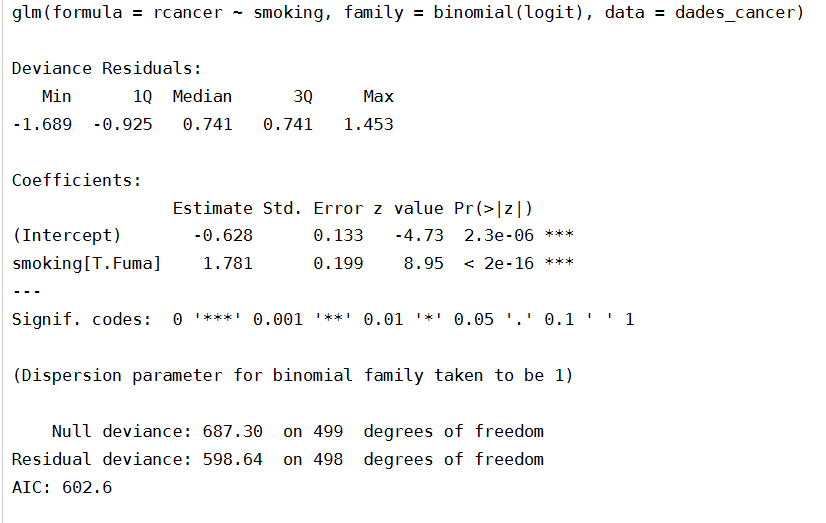 glm(formula = rcancer ~ smoking, family = binomial(logit), data = dades_cancer)
Deviance Residuals:
Min 1Q Median 3Q Max
-1.689 -0.925 0.741 0.741 1.453
Coefficients:
Estimate Std. Error z value Pr(>|z|)
(Intercept) -0.628 0.133 -4.73 2.3e-06 ***
smoking[T.Fuma] 1.781 0.199 8.95 < 2e-16 ***
---
Signif. codes: 0 '***' 0.001 '**' 0.01 '*' 0.05 '.' 0.1 ' ' 1
(Dispersion parameter for binomial family taken to be 1)
Null deviance: 687.30 on 499 degrees of freedom
Residual deviance: 598.64 on 498 degrees of freedom
AIC: 602.6